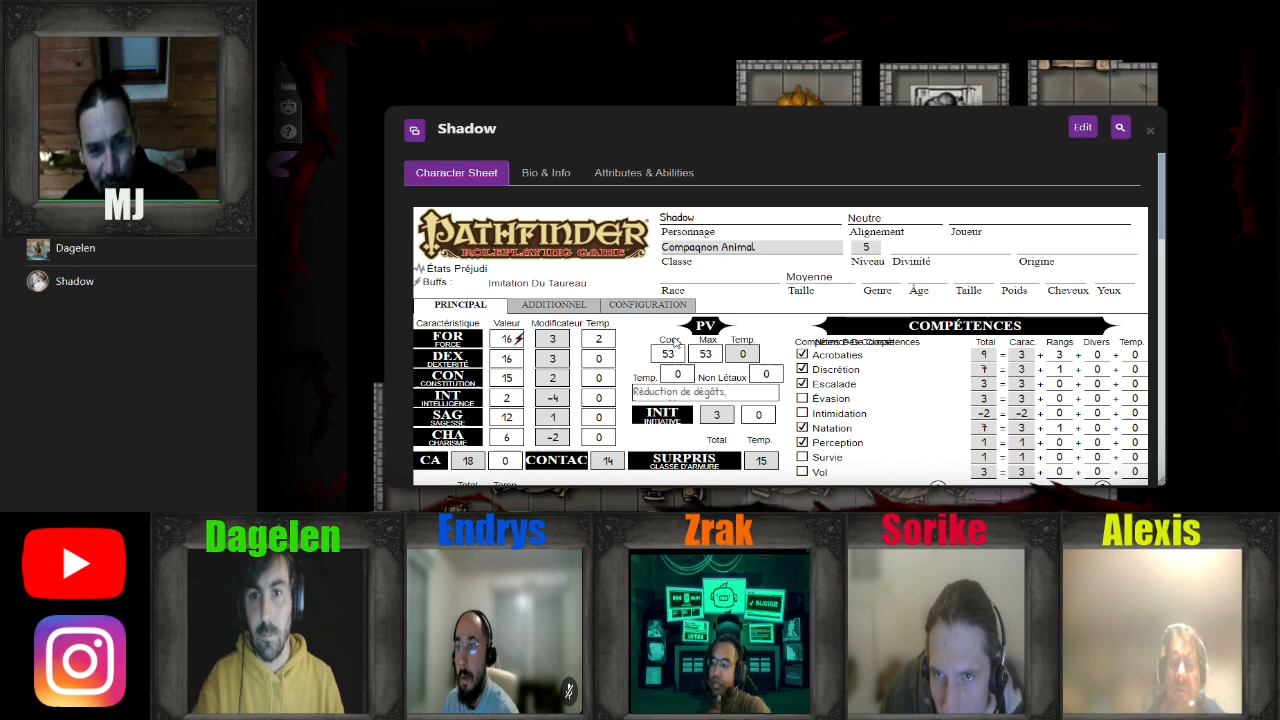 MJ
Dagelen
Shadow
?
Shadow
Edit
Character Sheet
Bio & Info
Attributes & Abilities
PATHFINDER
ROLEPLAYING GAME
États Préjudi
Buffs : Imitation Du Taureau
Shadow Neutre
Personnage Alignement Joueur
Compagnon Animal 5
Classe Niveau Divinité Origine
Moyenne
Race Taille Genre Âge Taille Poids Cheveux Yeux
PRINCIPAL ADDITIONNEL CONFIGURATION
Caractéristique Valeur Modificateur Temp.
FOR 16 3 2
FORCE
DEX 16 3 0
DEXTERITÉ
CON 15 2 0
CONSTITUTION
INT 2 -4 0
INTELLIGENCE
SAG 12 1 0
SAGESSE
CHA 6 -2 0
CHARISME
CA 18 0 CONTAC 14 SURPRIS 15
CLASSE D'ARMURE
PV
Max Temp.
53 53 0
Temp. 0 Non Létaux 0
Réduction de dégâts,
INIT 3 0
INITIATIVE
Total Temp.
COMPÉTENCES
Total Carac. Rangs Divers Temp.
Acrobaties 9 = 3 + 3 + 0 + 0
Discrétion 7 = 3 + 1 + 0 + 0
Escalade 3 = 3 + 0 + 0 + 0
Évasion 3 = 3 + 0 + 0 + 0
Intimidation -2 = -2 + 0 + 0 + 0
Natation 7 = 3 + 1 + 0 + 0
Perception 1 = 1 + 0 + 0 + 0
Survie 1 = 1 + 0 + 0 + 0
Vol 3 = 3 + 0 + 0 + 0
Dagelen
Endrys
Zrak
Sorike
Alexis